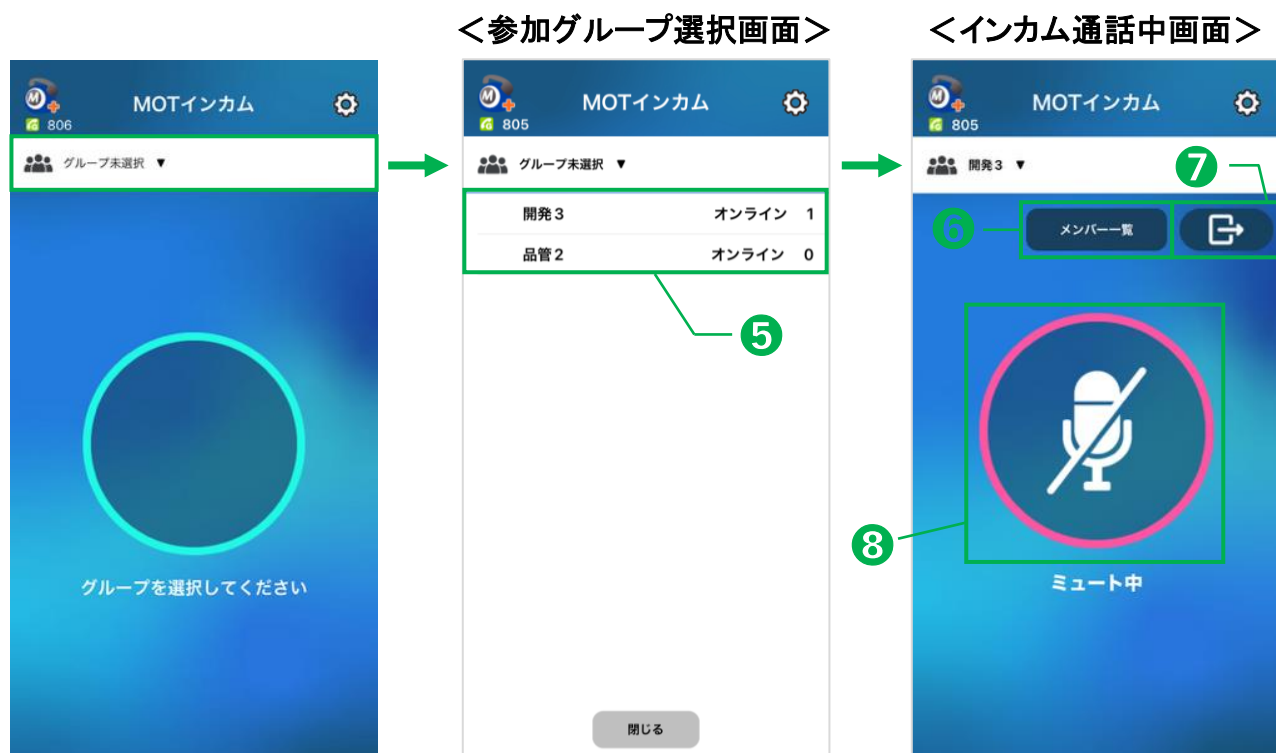 ＜参加グループ選択画面＞
＜インカム通話中画面＞
M
MOTインカム
806
グループ未選択 ▼
グループを選択してください
M
MOTインカム
805
グループ未選択 ▼
開発3 オンライン 1
品管2 オンライン 0
5
閉じる
M
MOTインカム
805
開発3 ▼
7
6
メンバー一覧
8
ミュート中